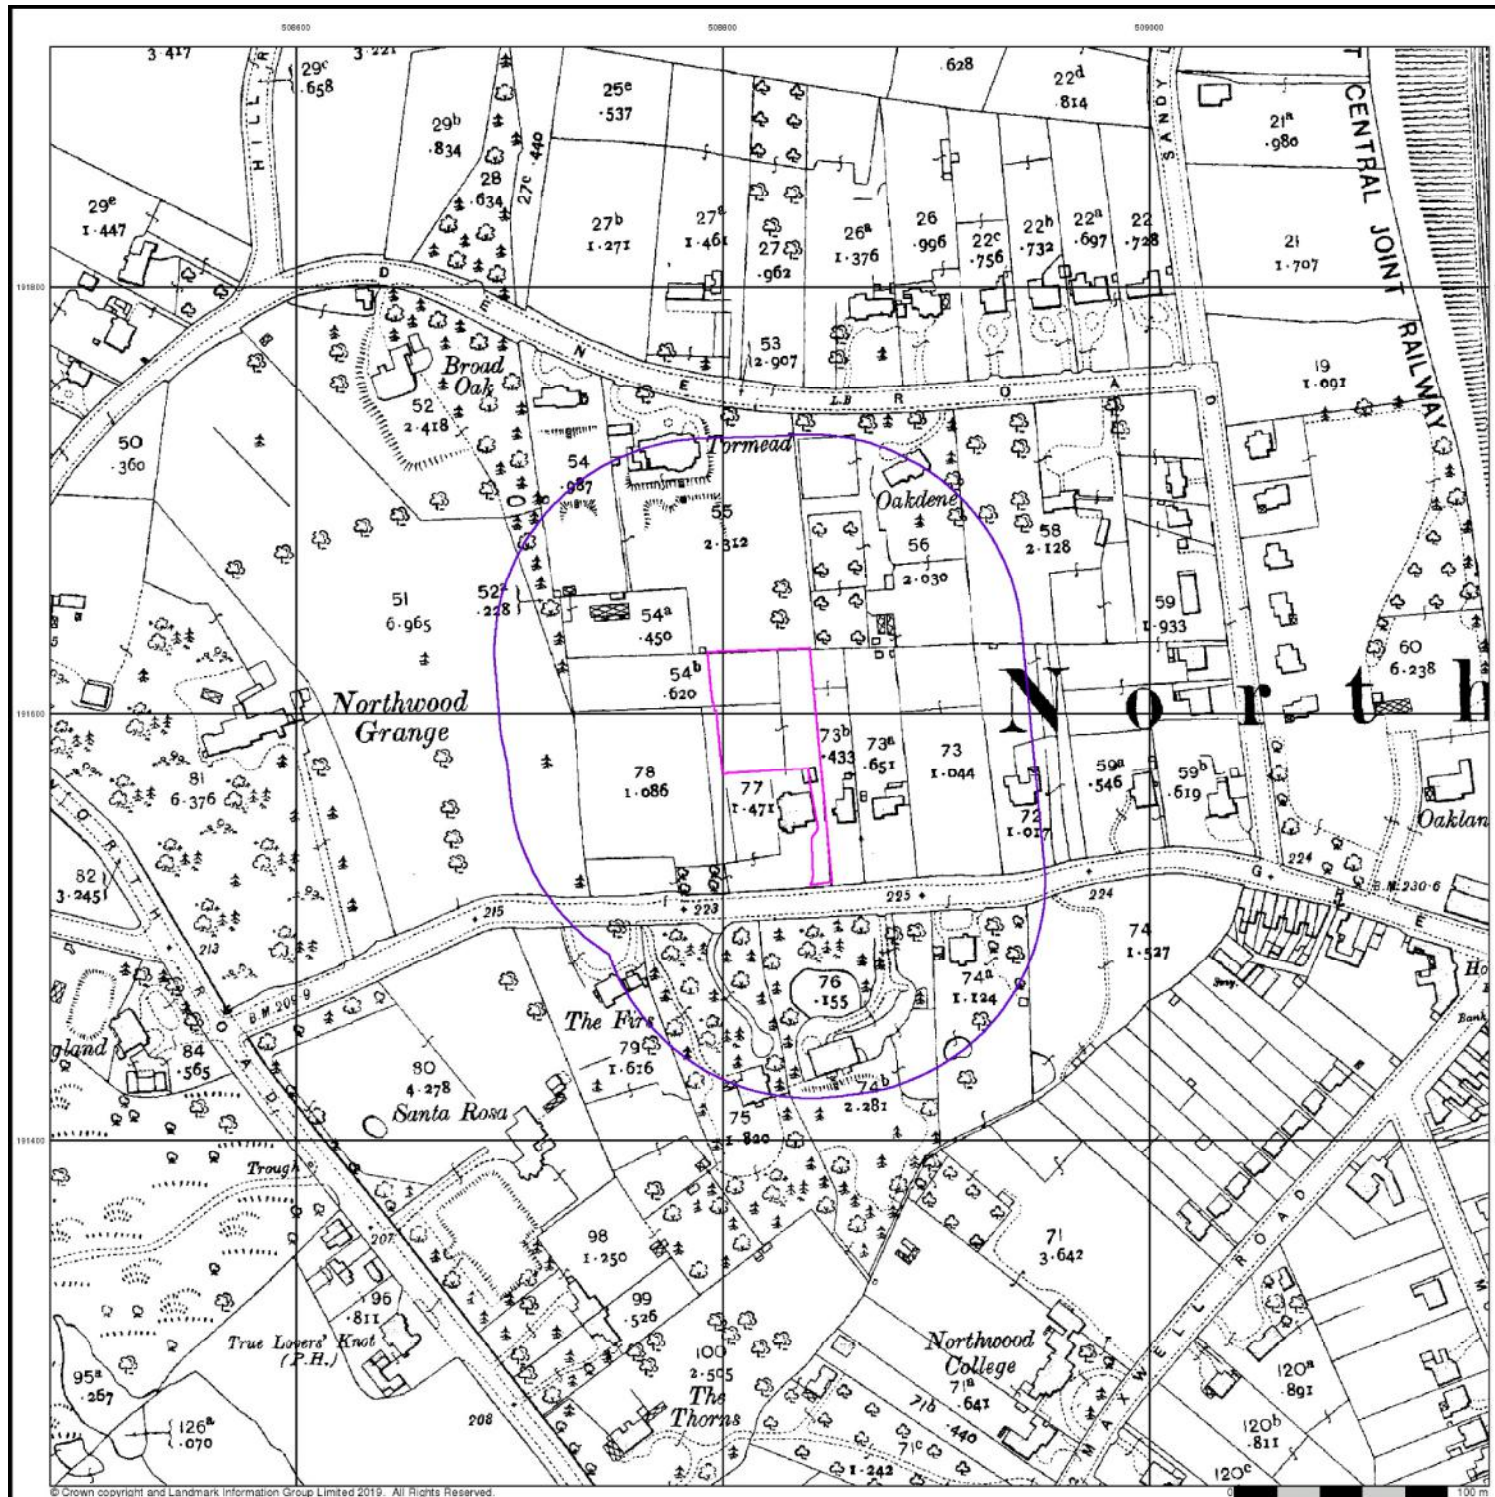 508600
508800
509000
3.417
3.221
29c
.658
HILL R
29b
.834
25e
.537
.628
22d
.814
SANDY L
21a
.980
T CENTRAL JOINT RAILWAY
27c .440
28
.634
29e
1.447
27b
1.271
27a
1.461
27
.962
26a
1.376
26
.996
22c
.756
22b
.732
22a
.697
22
.728
21
1.707
191800
DENE ROAD
53
2.907
L.B
19
1.091
Broad
Oak
52
2.418
50
.360
Tormead
54
.987
55
2.312
Oakdene
56
2.030
58
2.128
51
6.965
52a
.228
54a
.450
59
1.933
60
6.238
54b
.620
North
191600
Northwood
Grange
81
6.376
78
1.086
77
1.471
73b
.433
73a
.651
73
1.044
72
1.017
59a
.546
59b
.619
Oaklan
NORTH
82
3.245
213
215
223
225
224
G
224
B.M.230.6
E
74
1.527
76
.155
74a
1.124
B.M. 209.9
ROAD
The Firs
79
1.616
gland
84
.565
80
4.278
Santa Rosa
74b
2.281
75
1.820
Smy.
Ho
Bank
191400
Trough
207
98
1.250
71
3.642
96
.811
99
.526
True Lovers' Knot
(P.H.)
100
2.505
The
Thorns
Northwood
College
71a
.641
MAXWELL ROAD
120a
.891
95a
.267
126a
.070
208
71b
.440
71c
1.242
120b
.811
120c
© Crown copyright and Landmark Information Group Limited 2019. All Rights Reserved.
0 100 m